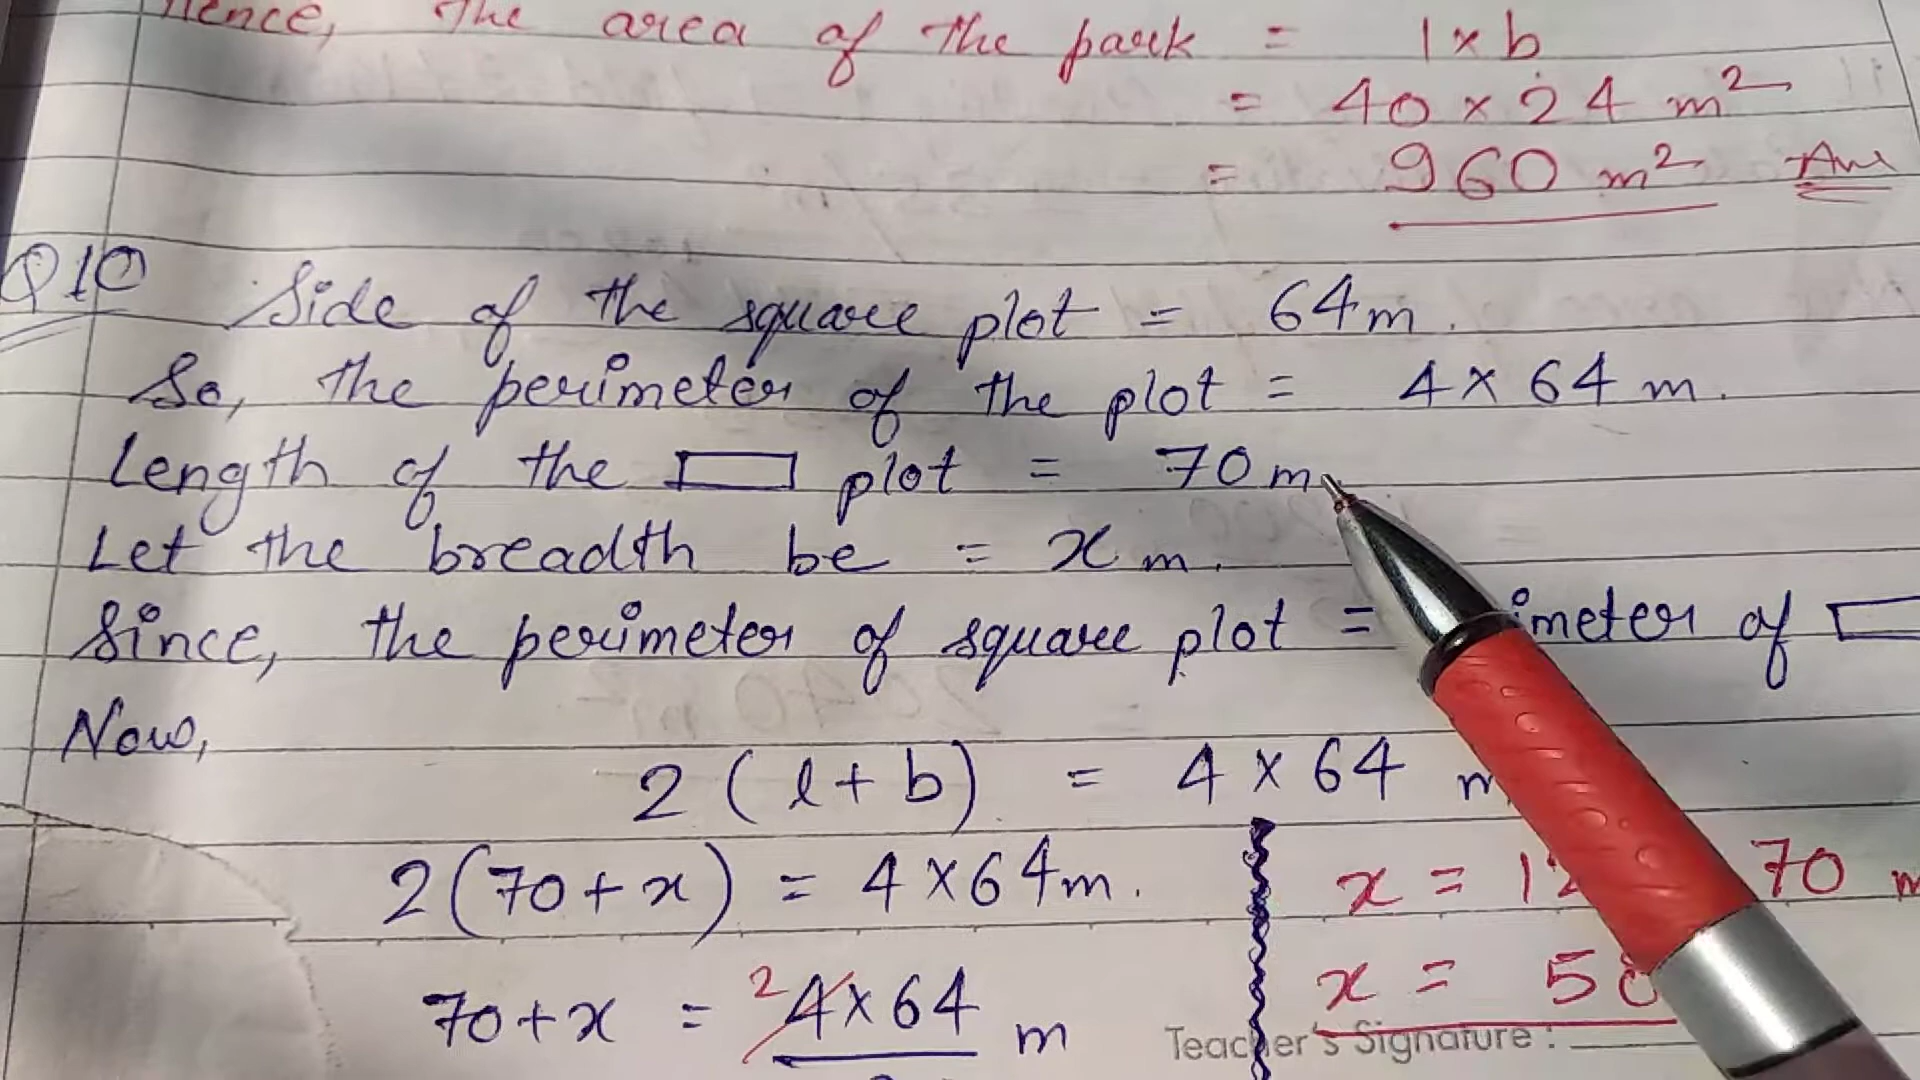 Hence, The area of the park = l × b
= 40 × 24 m²
= 960 m² Ans
Q10 Side of the square plot = 64m.
So, the perimeter of the plot = 4 × 64 m.
Length of the plot = 70m
Let the breadth be = x m.
Since, the perimeter of square plot = imeter of
Now,
2 ( l + b) = 4 × 64 m
2(70 + x) = 4 × 64m.
x = 12 70 m
70 + x = 2 4 × 64 m
x = 58
Teacher's Signature :